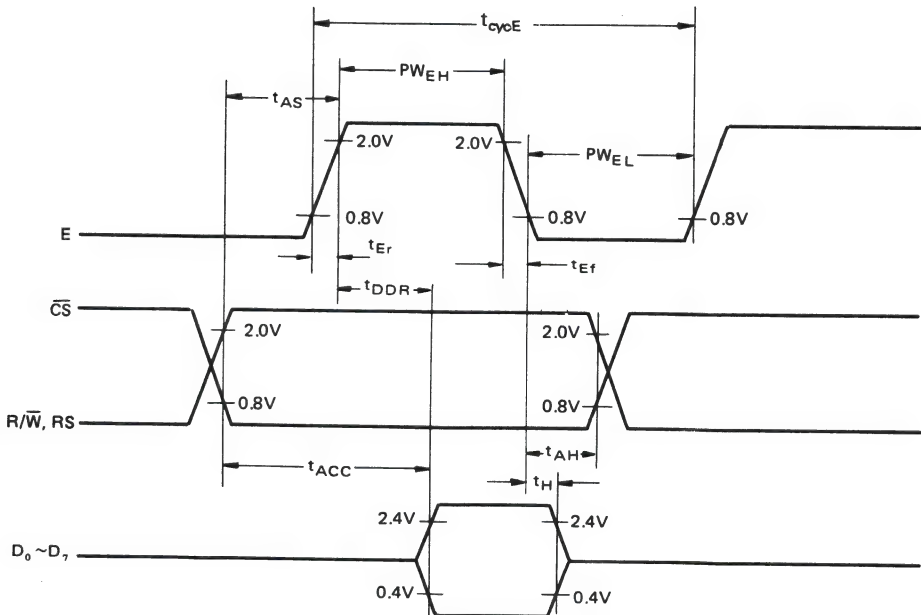 tcycE
PWEH
tAS
2.0V 2.0V
PWEL
0.8V 0.8V 0.8V
E
tEr tEf
tDDR
CS
2.0V 2.0V
0.8V 0.8V
R/W, RS
tACC tAH
tH
2.4V 2.4V
D0~D7
0.4V 0.4V